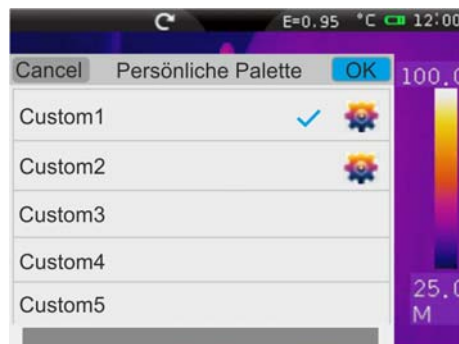 E=0.95 °C 12:00
Cancel Persönliche Palette OK
100.0
Custom1
Custom2
Custom3
Custom4
Custom5
25.0
M